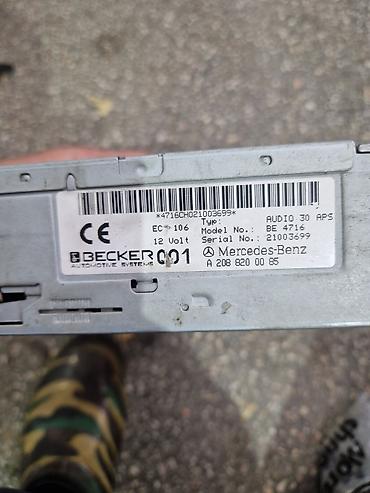 *4716CH021003699*
CE
EC 106
12 Volt
Typ: AUDIO 30 APS
Model No.: BE 4716
Serial No.: 21003699
BECKER
AUTOMOTIVE SYSTEMS
001
Mercedes-Benz
A 208 820 00 85